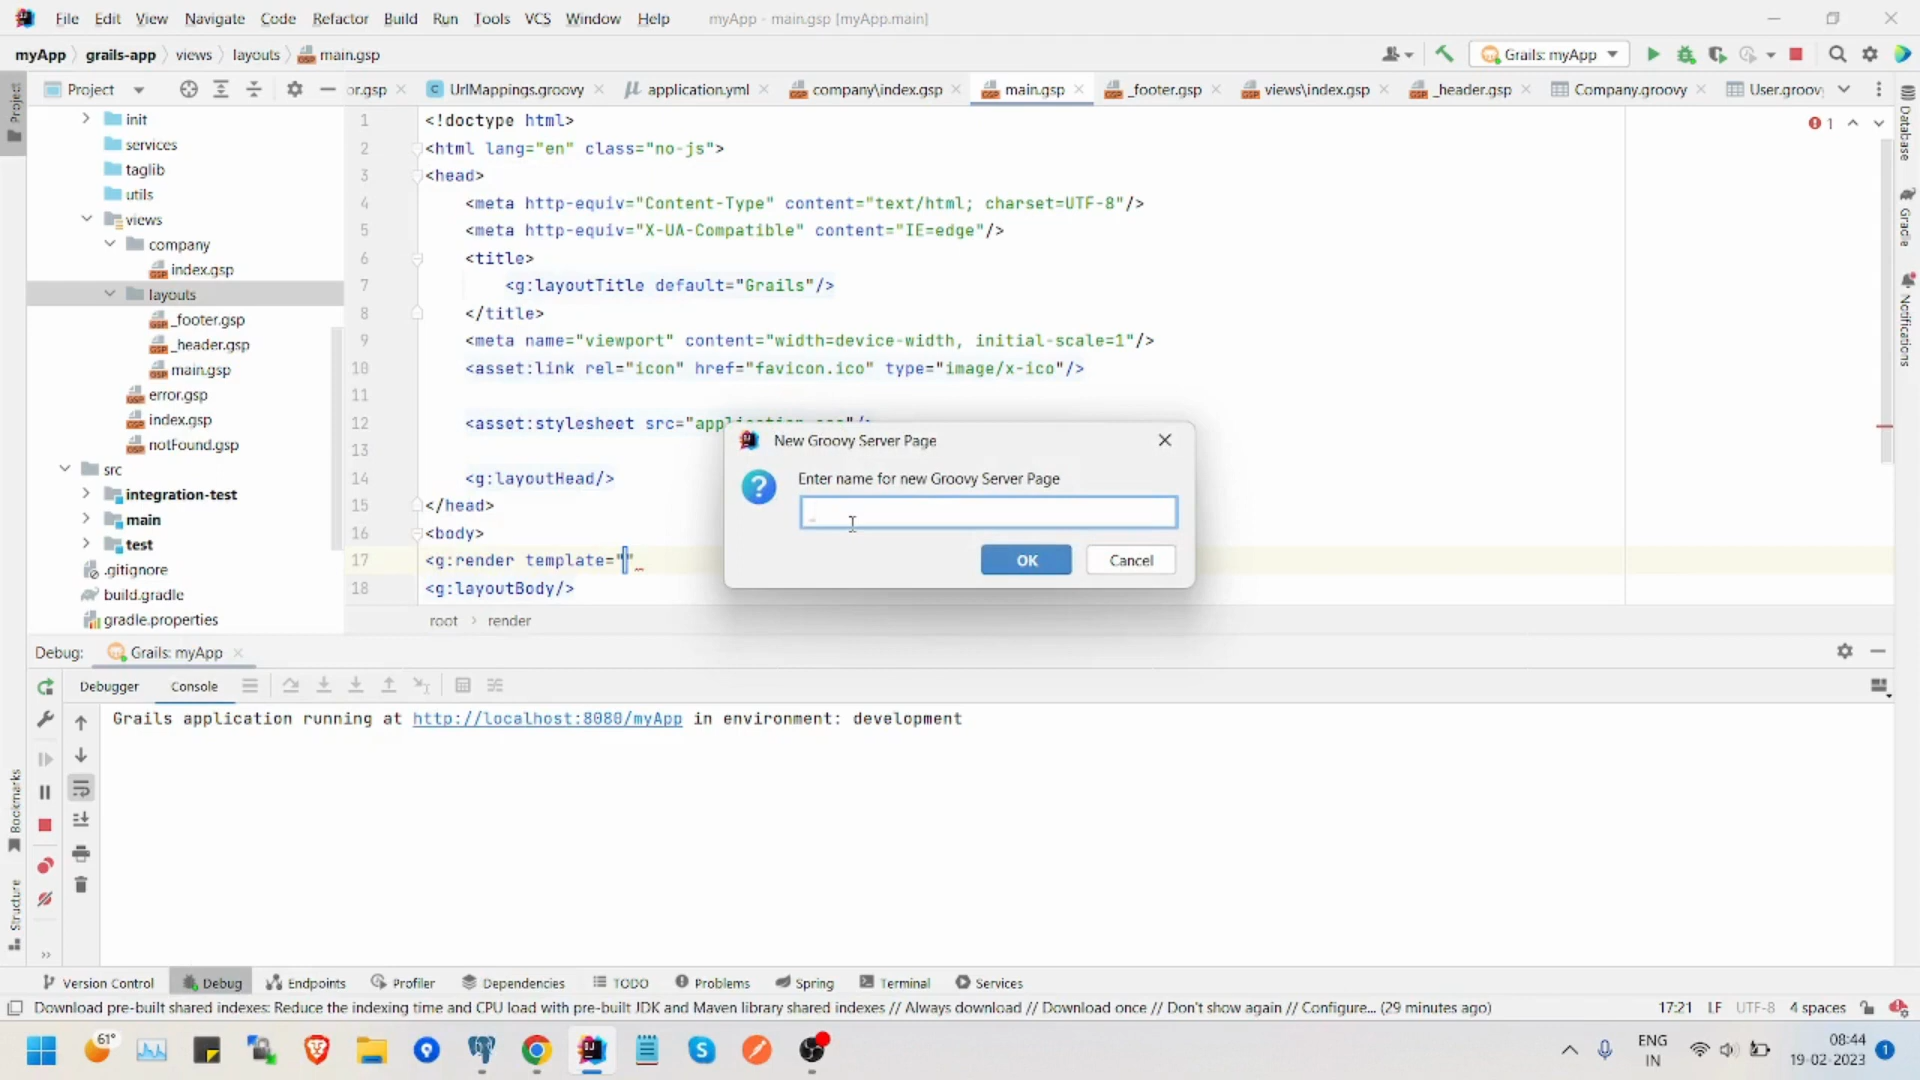 File Edit View Navigate Code Refactor Build Run Tools VCS Window Help myApp - main.gsp [myApp.main]
myApp grails-app views layouts main.gsp Grails: myApp
Project or.gsp UrlMappings.groovy application.yml company\index.gsp main.gsp _footer.gsp views\index.gsp _header.gsp Company.groovy User.groov
Project
Bookmarks
Structure
Database
Gradle
Notifications
init
services
taglib
utils
views
company
index.gsp
layouts
_footer.gsp
_header.gsp
main.gsp
error.gsp
index.gsp
notFound.gsp
src
integration-test
main
test
.gitignore
build.gradle
gradle.properties
1 <!doctype html>
2 <html lang="en" class="no-js">
3 <head>
4 <meta http-equiv="Content-Type" content="text/html; charset=UTF-8"/>
5 <meta http-equiv="X-UA-Compatible" content="IE=edge"/>
6 <title>
7 <g:layoutTitle default="Grails"/>
8 </title>
9 <meta name="viewport" content="width=device-width, initial-scale=1"/>
10 <asset:link rel="icon" href="favicon.ico" type="image/x-ico"/>
11
12 <asset:stylesheet src="
13
14 <g:layoutHead/>
15 </head>
16 <body>
17 <g:render template=""
18 <g:layoutBody/>
1
root render
New Groovy Server Page
Enter name for new Groovy Server Page
_
OK Cancel
Debug: Grails: myApp
Debugger Console
Grails application running at http://localhost:8080/myApp in environment: development
Version Control Debug Endpoints Profiler Dependencies TODO Problems Spring Terminal Services
Download pre-built shared indexes: Reduce the indexing time and CPU load with pre-built JDK and Maven library shared indexes // Always download // Download once // Don't show again // Configure... (29 minutes ago) 17:21 LF UTF-8 4 spaces
61°
ENG
IN
08:44
19-02-2023
1